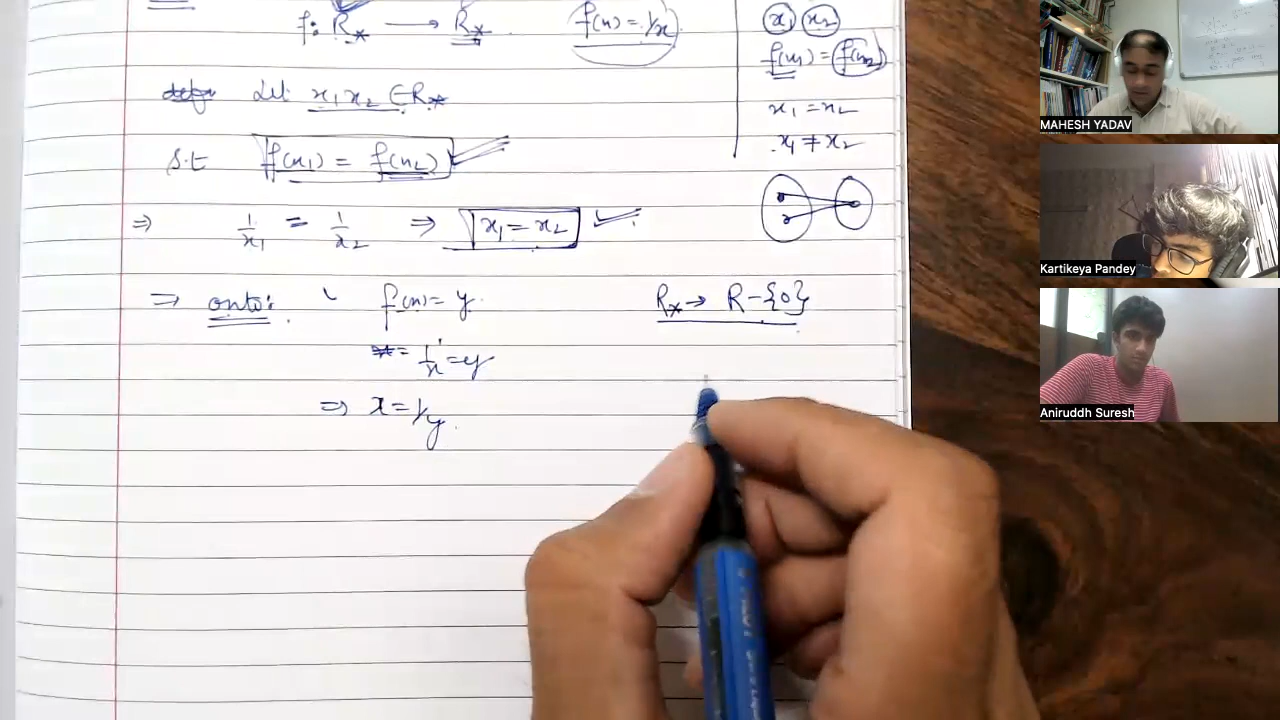 f: R* → R* f(x) = 1/x
Let x₁ x₂ ∈ R*
S.t f(x₁) = f(x₂)
⇒ 1/x₁ = 1/x₂ ⇒ x₁ = x₂
⇒ onto: f(x) = y. R* → R-{0}
= 1/x = y
⇒ x = 1/y.
x₁ x₂
f(x₁) = f(x₂)
x₁ = x₂
x₁ ≠ x₂
MAHESH YADAV
Kartikeya Pandey
Aniruddh Suresh